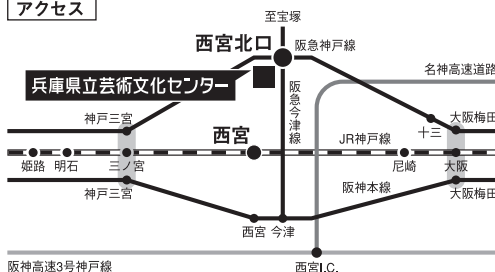 アクセス
至宝塚
西宮北口
阪急神戸線
兵庫県立芸術文化センター
名神高速道路
阪急今津線
神戸三宮
西宮
JR神戸線
十三
大阪梅田
姫路
明石
三ノ宮
尼崎
大阪
神戸三宮
阪神本線
大阪梅田
西宮
今津
阪神高速3号神戸線
西宮I.C.